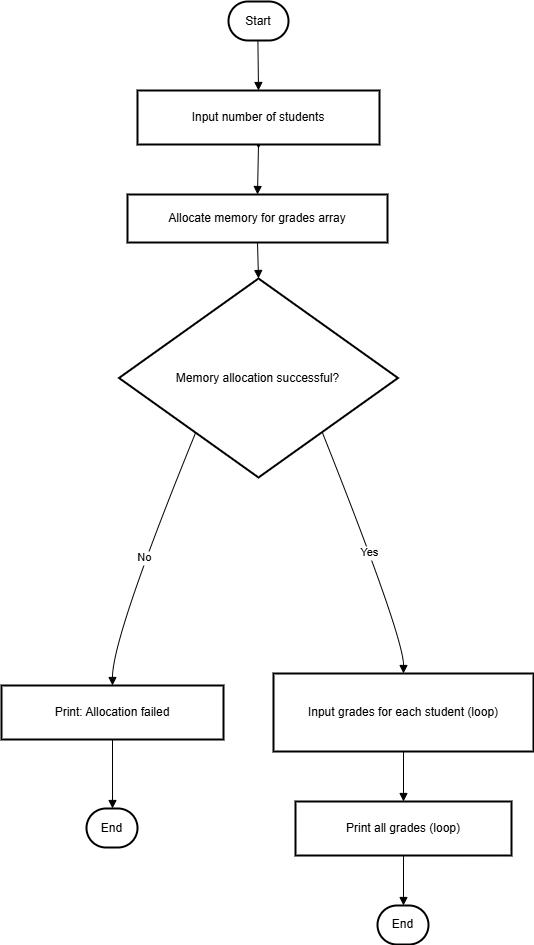 Start
Input number of students
Allocate memory for grades array
Memory allocation successful?
No
Yes
Print: Allocation failed
Input grades for each student (loop)
End
Print all grades (loop)
End